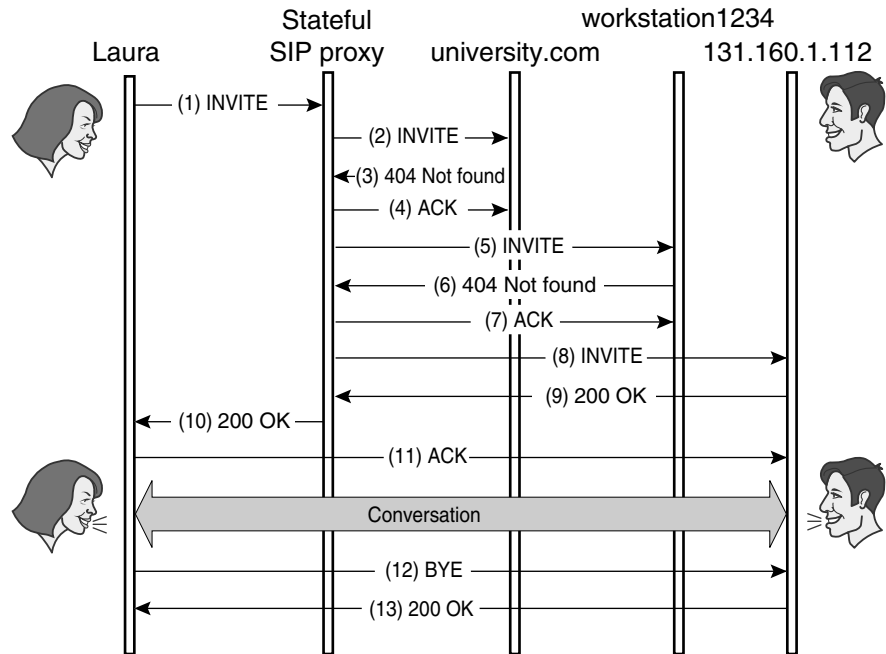 Stateful
SIP proxy
workstation1234
Laura
university.com
131.160.1.112
(1) INVITE
(2) INVITE
(3) 404 Not found
(4) ACK
(5) INVITE
(6) 404 Not found
(7) ACK
(8) INVITE
(9) 200 OK
(10) 200 OK
(11) ACK
Conversation
(12) BYE
(13) 200 OK